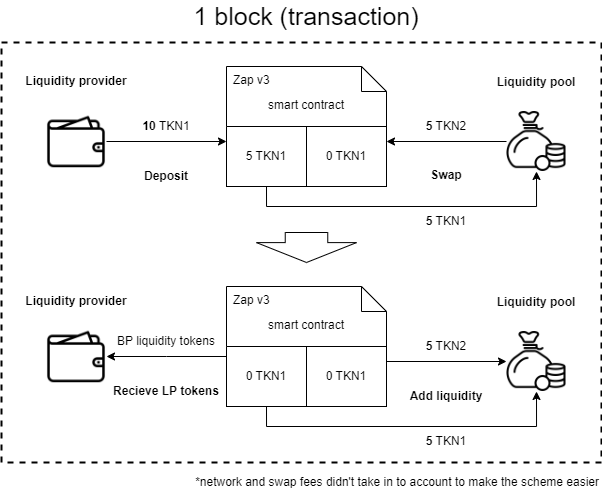 1 block (transaction)
Liquidity provider
Zap v3
smart contract
Liquidity pool
10 TKN1
5 TKN2
5 TKN1
0 TKN1
Deposit
Swap
5 TKN1
Liquidity provider
Zap v3
smart contract
Liquidity pool
BP liquidity tokens
5 TKN2
0 TKN1
0 TKN1
Recieve LP tokens
Add liquidity
5 TKN1
*network and swap fees didn't take in to account to make the scheme easier